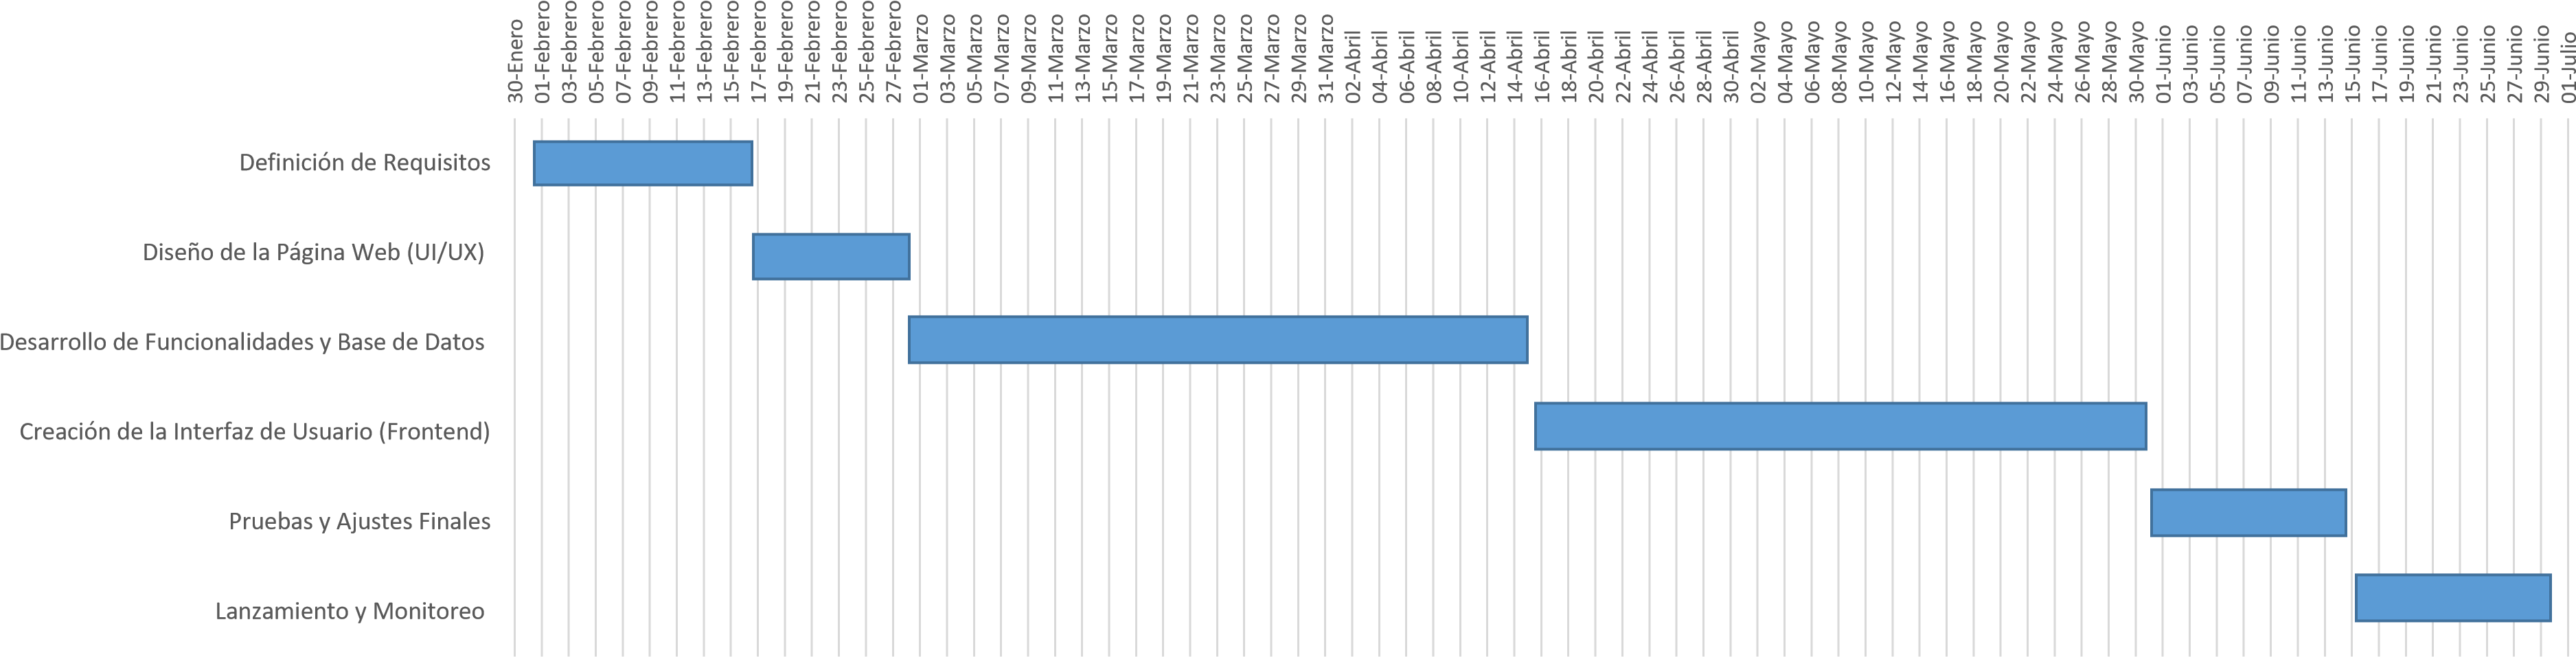 30-Enero
01-Febrero
03-Febrero
05-Febrero
07-Febrero
09-Febrero
11-Febrero
13-Febrero
15-Febrero
17-Febrero
19-Febrero
21-Febrero
23-Febrero
25-Febrero
27-Febrero
01-Marzo
03-Marzo
05-Marzo
07-Marzo
09-Marzo
11-Marzo
13-Marzo
15-Marzo
17-Marzo
19-Marzo
21-Marzo
23-Marzo
25-Marzo
27-Marzo
29-Marzo
31-Marzo
02-Abril
04-Abril
06-Abril
08-Abril
10-Abril
12-Abril
14-Abril
16-Abril
18-Abril
20-Abril
22-Abril
24-Abril
26-Abril
28-Abril
30-Abril
02-Mayo
04-Mayo
06-Mayo
08-Mayo
10-Mayo
12-Mayo
14-Mayo
16-Mayo
18-Mayo
20-Mayo
22-Mayo
24-Mayo
26-Mayo
28-Mayo
30-Mayo
01-Junio
03-Junio
05-Junio
07-Junio
09-Junio
11-Junio
13-Junio
15-Junio
17-Junio
19-Junio
21-Junio
23-Junio
25-Junio
27-Junio
29-Junio
01-Julio
Definición de Requisitos
Diseño de la Página Web (UI/UX)
Desarrollo de Funcionalidades y Base de Datos
Creación de la Interfaz de Usuario (Frontend)
Pruebas y Ajustes Finales
Lanzamiento y Monitoreo